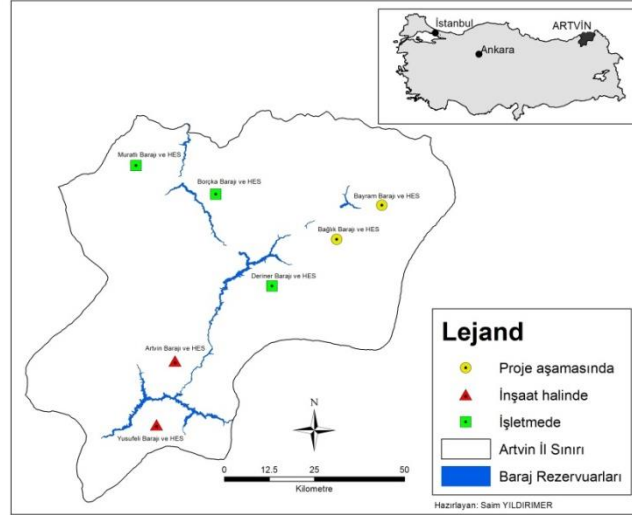 İstanbul
ARTVİN
Ankara
Muratlı Barajı ve HES
Borçka Barajı ve HES
Bayram Barajı ve HES
Bağlık Barajı ve HES
Deriner Barajı ve HES
Artvin Barajı ve HES
Yusufeli Barajı ve HES
N
0 12.5 25 50
Kilometre
Lejand
Proje aşamasında
İnşaat halinde
İşletmede
Artvin İl Sınırı
Baraj Rezervuarları
Hazırlayan: Saim YILDIRIMER